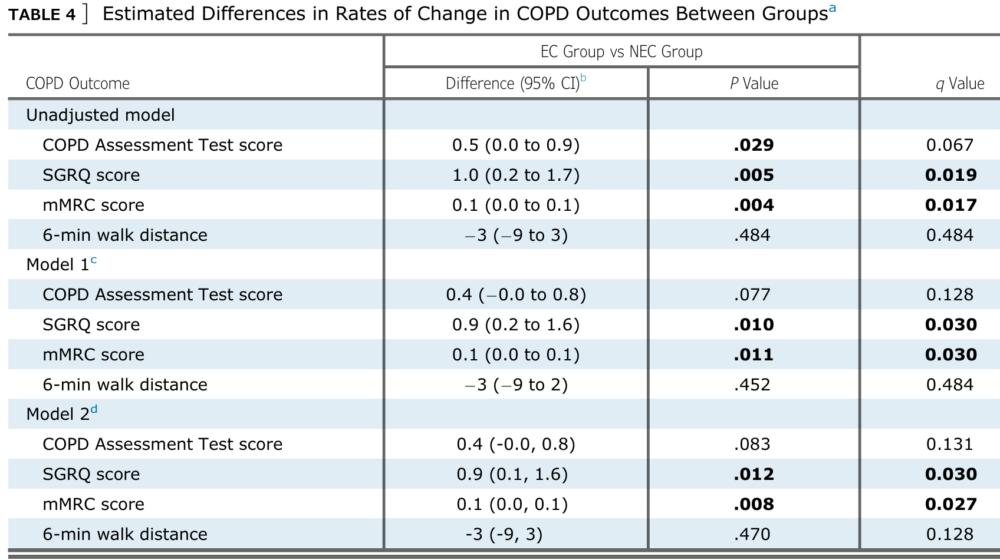 TABLE 4 ] Estimated Differences in Rates of Change in COPD Outcomes Between Groupsa
EC Group vs NEC Group
COPD Outcome Difference (95% CI)b P Value q Value
Unadjusted model
COPD Assessment Test score 0.5 (0.0 to 0.9) .029 0.067
SGRQ score 1.0 (0.2 to 1.7) .005 0.019
mMRC score 0.1 (0.0 to 0.1) .004 0.017
6-min walk distance −3 (−9 to 3) .484 0.484
Model 1c
COPD Assessment Test score 0.4 (−0.0 to 0.8) .077 0.128
SGRQ score 0.9 (0.2 to 1.6) .010 0.030
mMRC score 0.1 (0.0 to 0.1) .011 0.030
6-min walk distance −3 (−9 to 2) .452 0.484
Model 2d
COPD Assessment Test score 0.4 (-0.0, 0.8) .083 0.131
SGRQ score 0.9 (0.1, 1.6) .012 0.030
mMRC score 0.1 (0.0, 0.1) .008 0.027
6-min walk distance -3 (-9, 3) .470 0.128